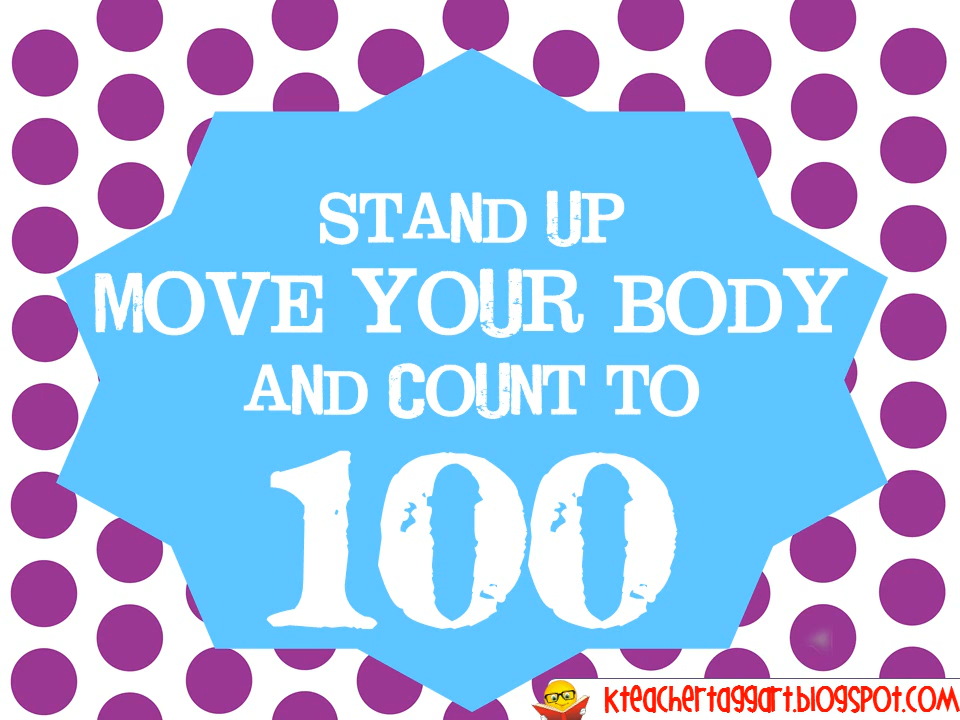 STAND UP
MOVE YOUR BODY
AND COUNT TO
100
kteachertaggart.blogspot.com